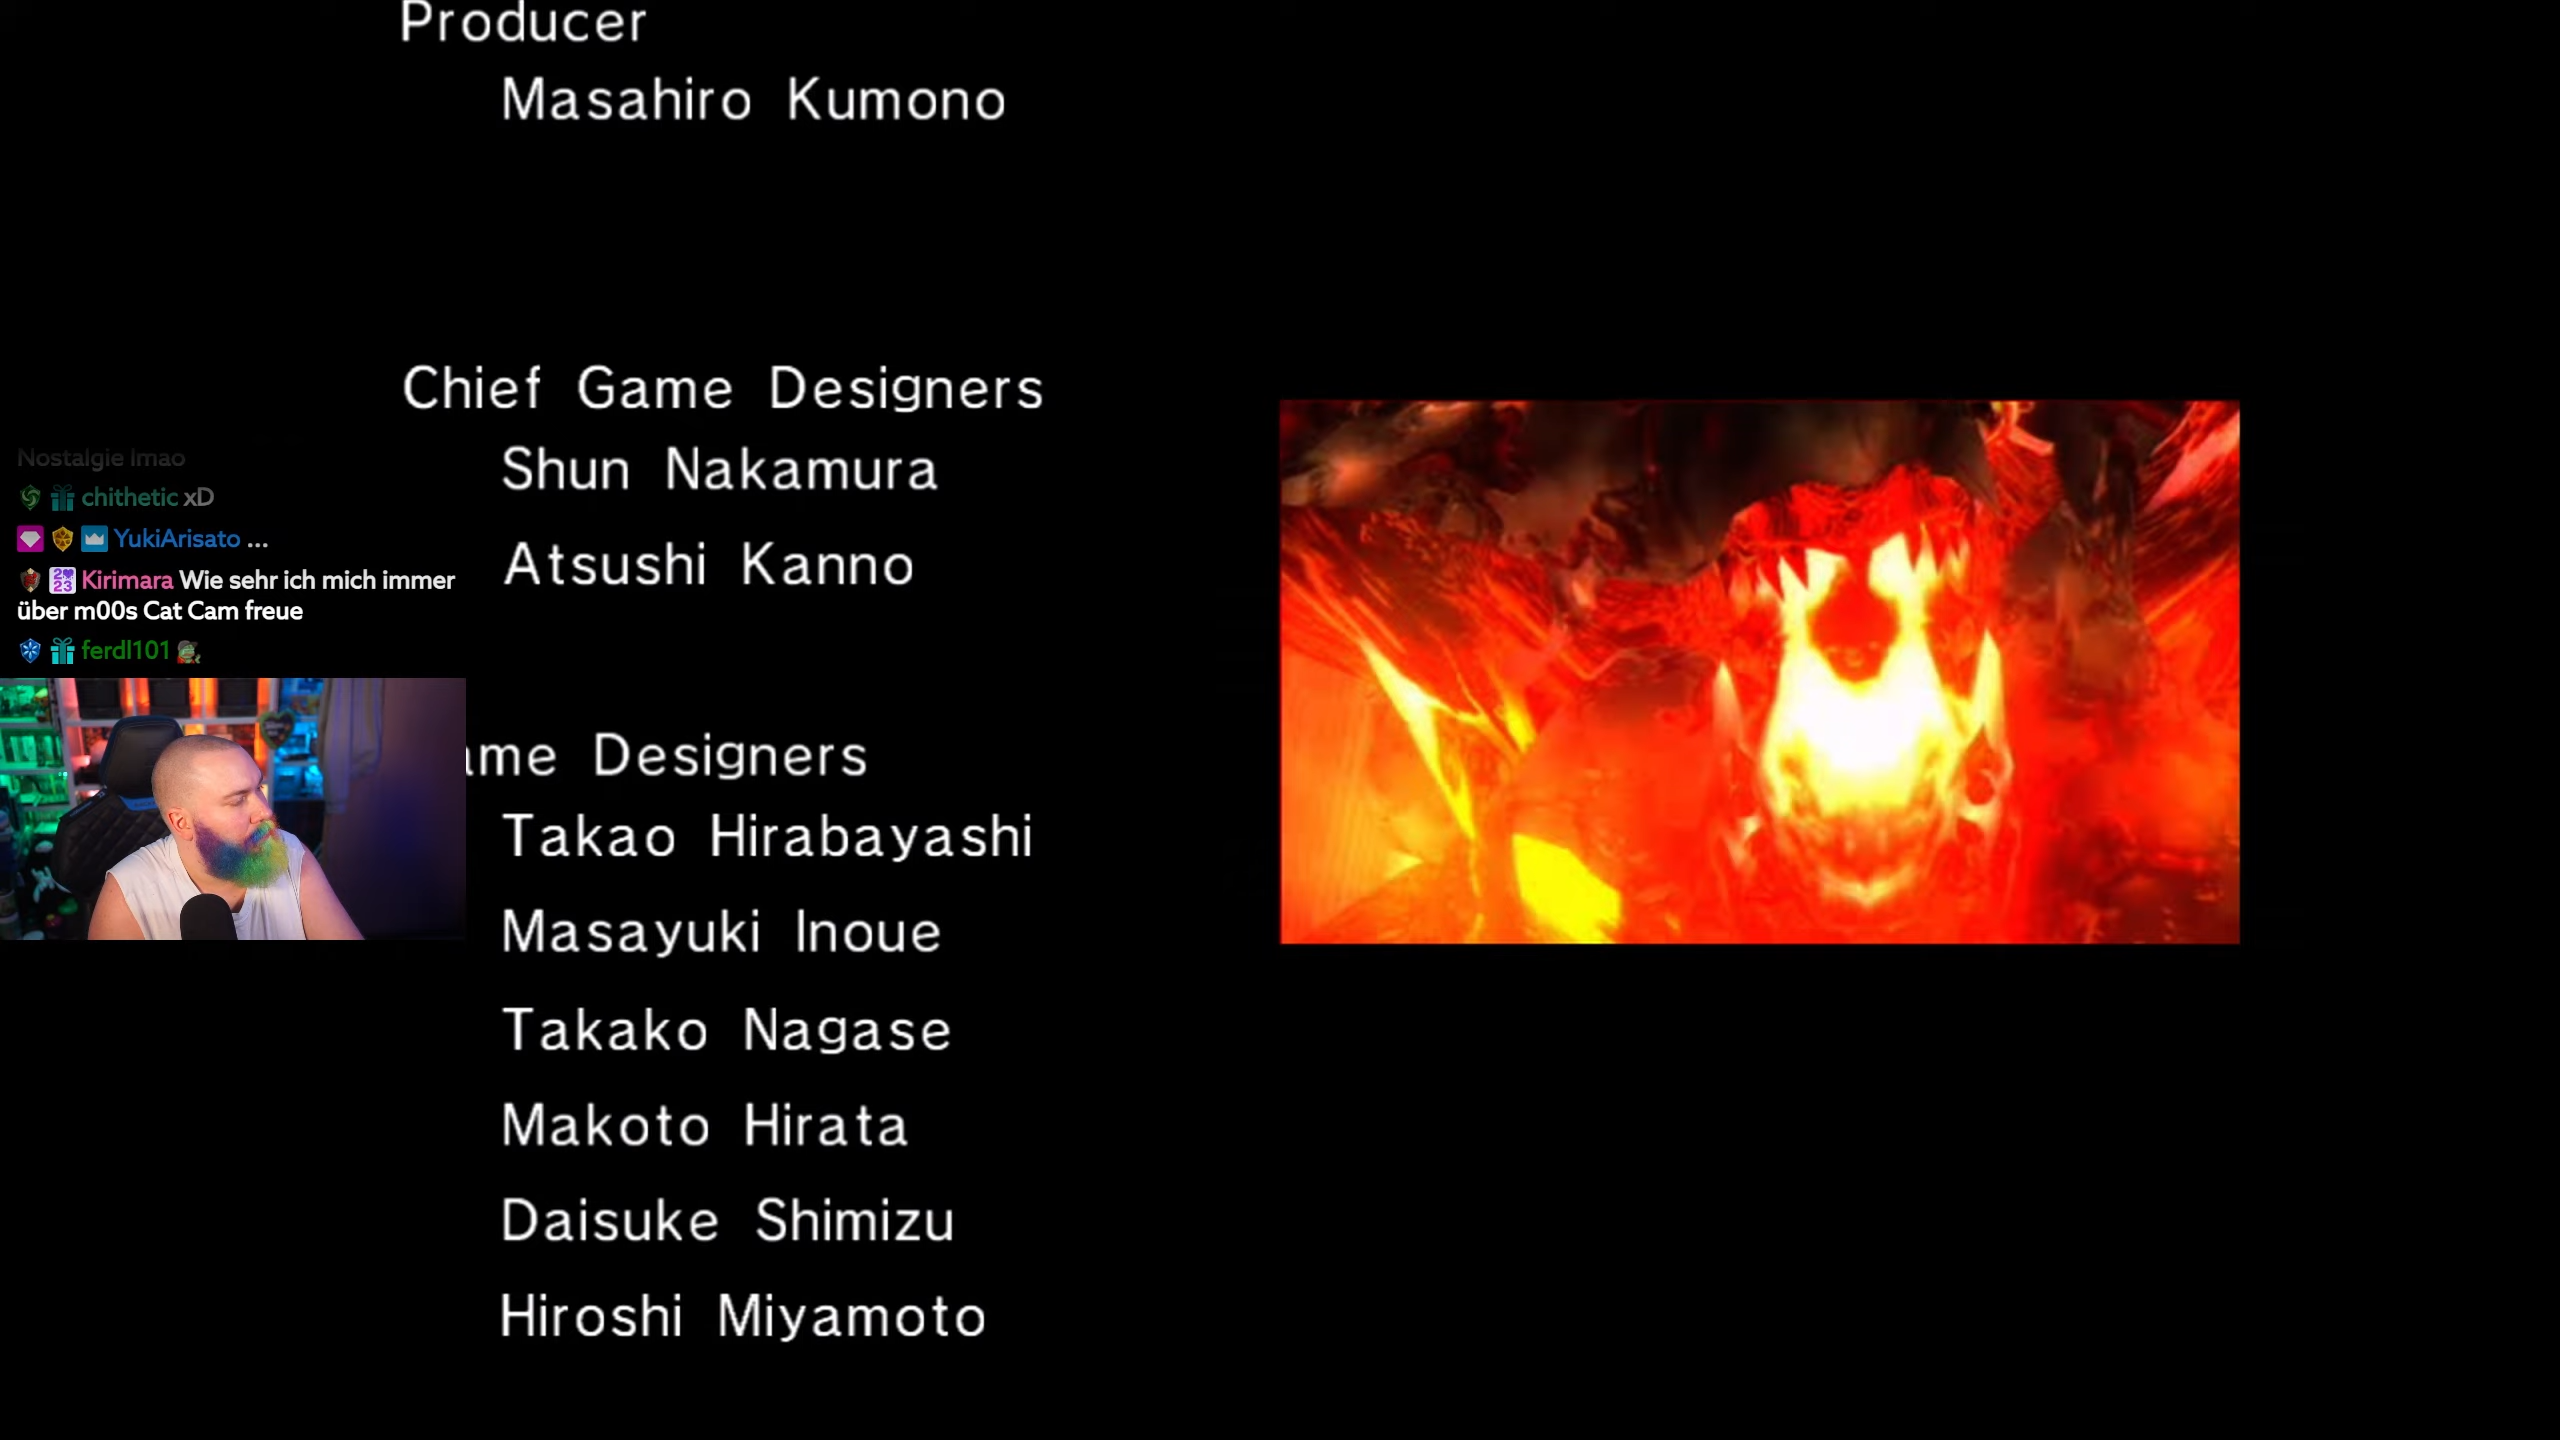 Producer
Masahiro Kumono
Chief Game Designers
Shun Nakamura
Atsushi Kanno
ame Designers
Takao Hirabayashi
Masayuki Inoue
Takako Nagase
Makoto Hirata
Daisuke Shimizu
Hiroshi Miyamoto
Nostalgie lmao
chithetic xD
YukiArisato ...
2023 Kirimara Wie sehr ich mich immer
über m00s Cat Cam freue
ferdl101